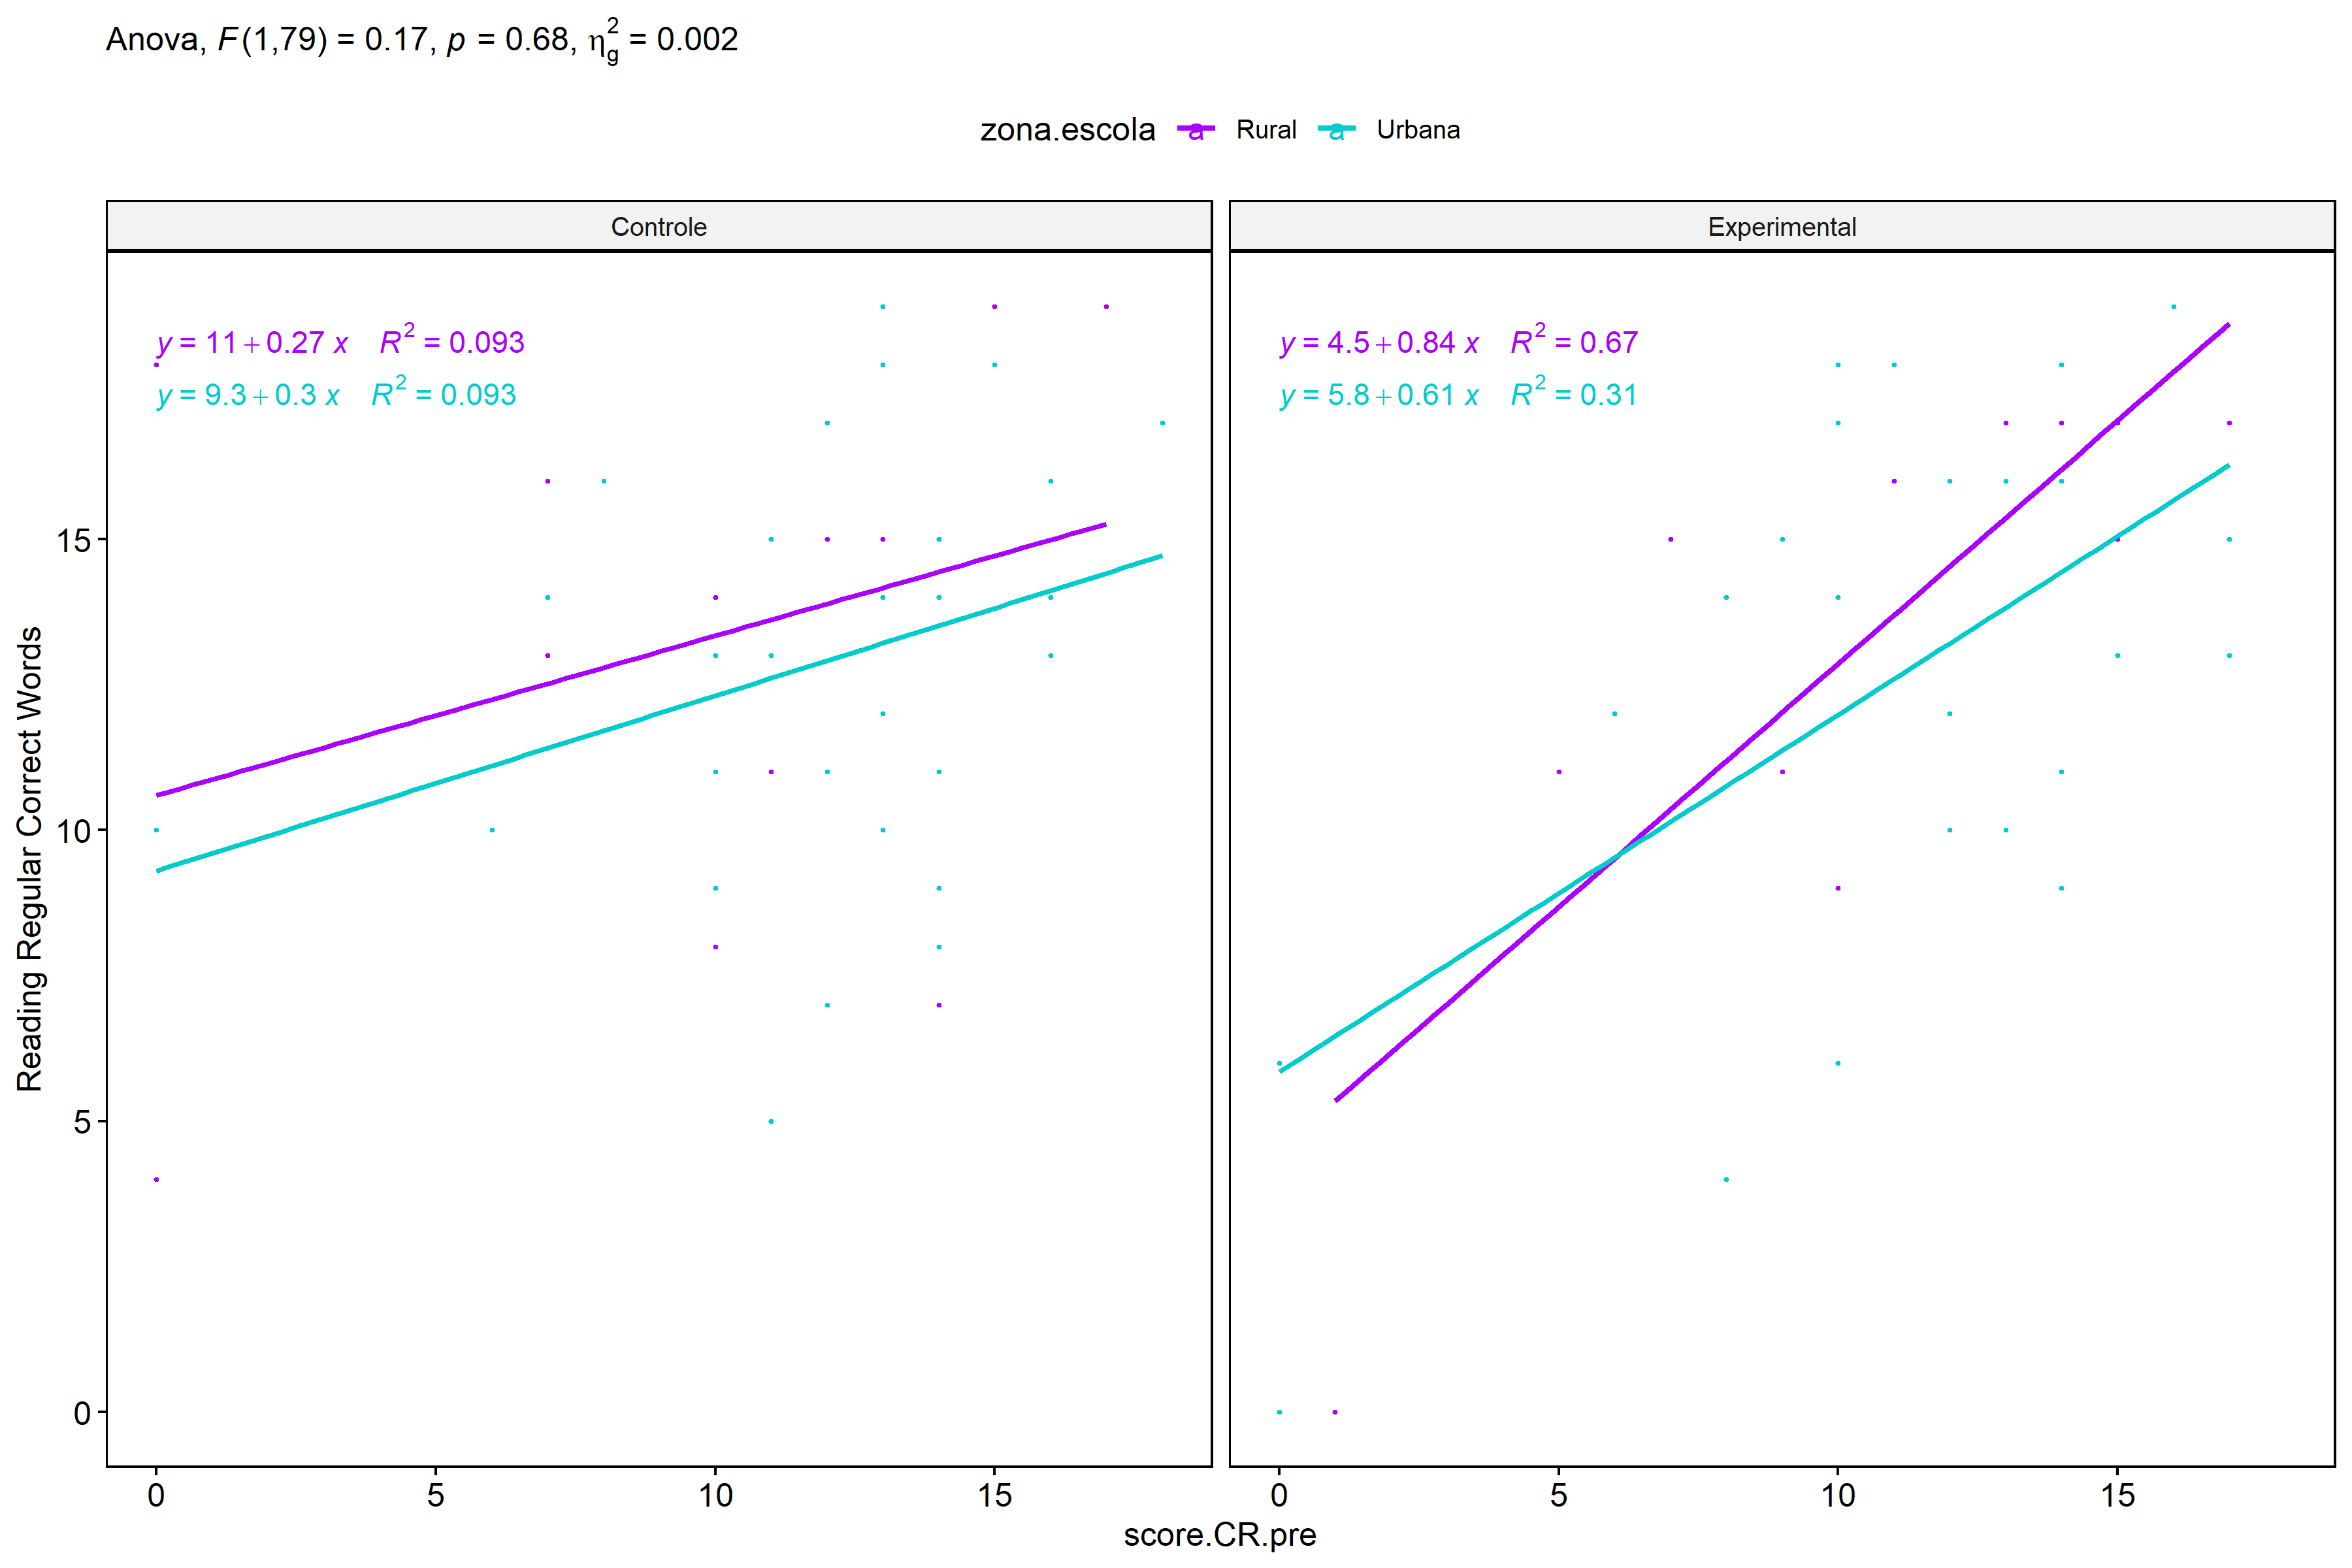 Anova, F(1,79) = 0.17, p = 0.68, η²g = 0.002
zona.escola a Rural a Urbana
Controle
Experimental
y = 11 + 0.27 x R² = 0.093
y = 9.3 + 0.3 x R² = 0.093
y = 4.5 + 0.84 x R² = 0.67
y = 5.8 + 0.61 x R² = 0.31
Reading Regular Correct Words
15
10
5
0
0 5 10 15
0 5 10 15
score.CR.pre